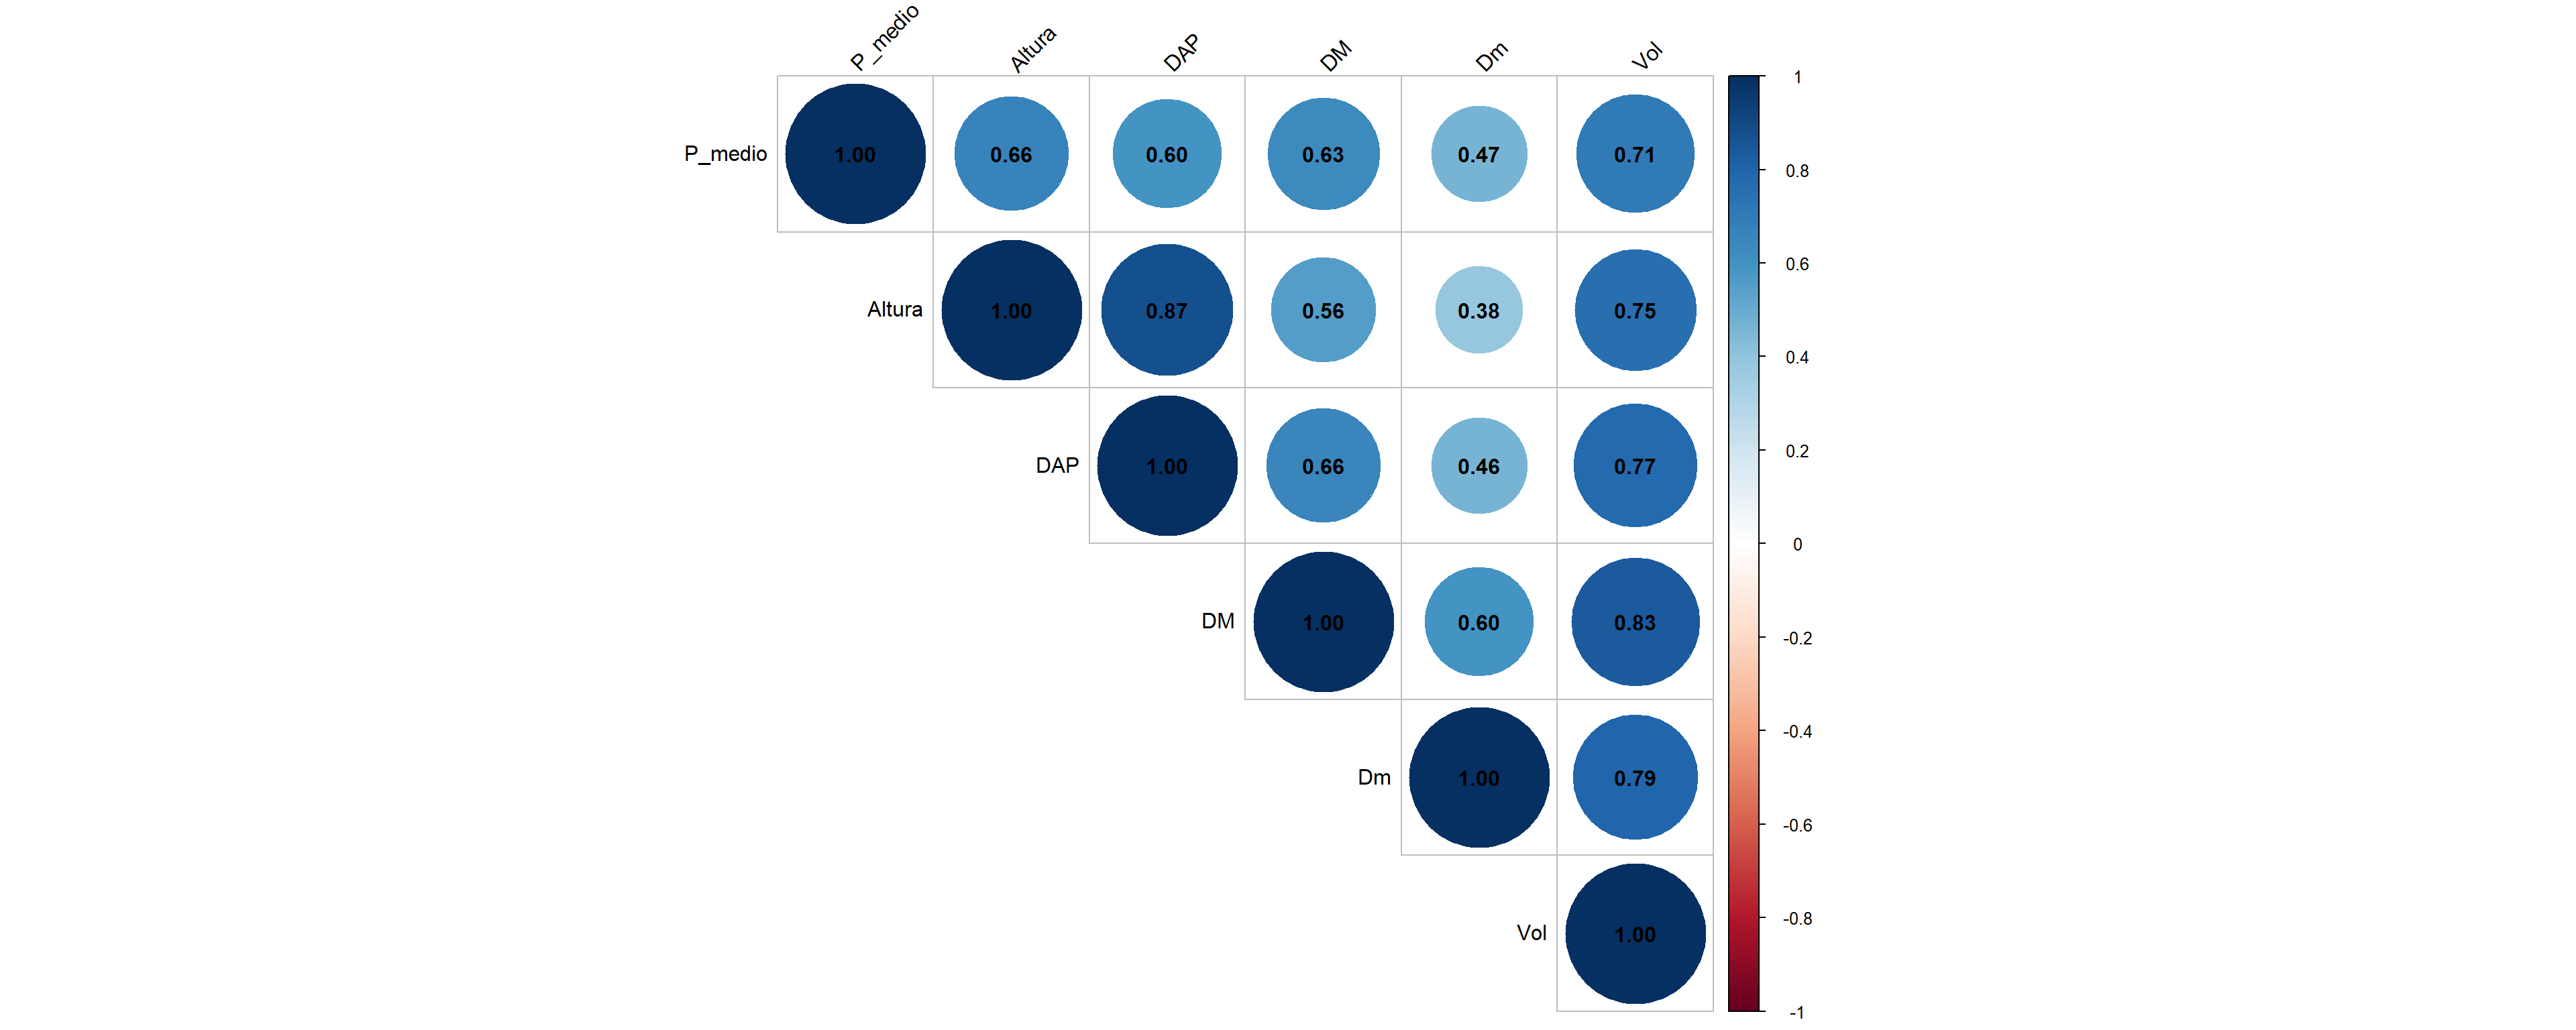 P_medio Altura DAP DM Dm Vol
P_medio 1.00 0.66 0.60 0.63 0.47 0.71
Altura 1.00 0.87 0.56 0.38 0.75
DAP 1.00 0.66 0.46 0.77
DM 1.00 0.60 0.83
Dm 1.00 0.79
Vol 1.00
1
0.8
0.6
0.4
0.2
0
-0.2
-0.4
-0.6
-0.8
-1